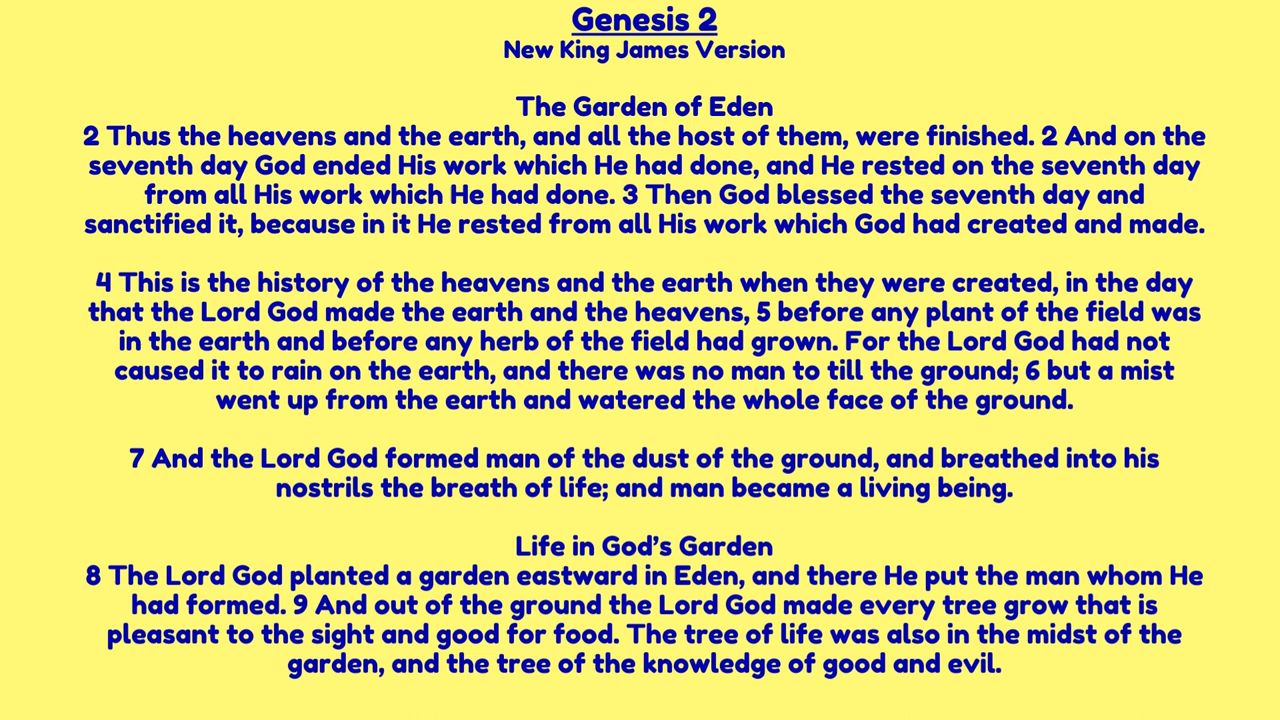 Genesis 2
New King James Version
The Garden of Eden
2 Thus the heavens and the earth, and all the host of them, were finished. 2 And on the
seventh day God ended His work which He had done, and He rested on the seventh day
from all His work which He had done. 3 Then God blessed the seventh day and
sanctified it, because in it He rested from all His work which God had created and made.
4 This is the history of the heavens and the earth when they were created, in the day
that the Lord God made the earth and the heavens, 5 before any plant of the field was
in the earth and before any herb of the field had grown. For the Lord God had not
caused it to rain on the earth, and there was no man to till the ground; 6 but a mist
went up from the earth and watered the whole face of the ground.
7 And the Lord God formed man of the dust of the ground, and breathed into his
nostrils the breath of life; and man became a living being.
Life in God’s Garden
8 The Lord God planted a garden eastward in Eden, and there He put the man whom He
had formed. 9 And out of the ground the Lord God made every tree grow that is
pleasant to the sight and good for food. The tree of life was also in the midst of the
garden, and the tree of the knowledge of good and evil.